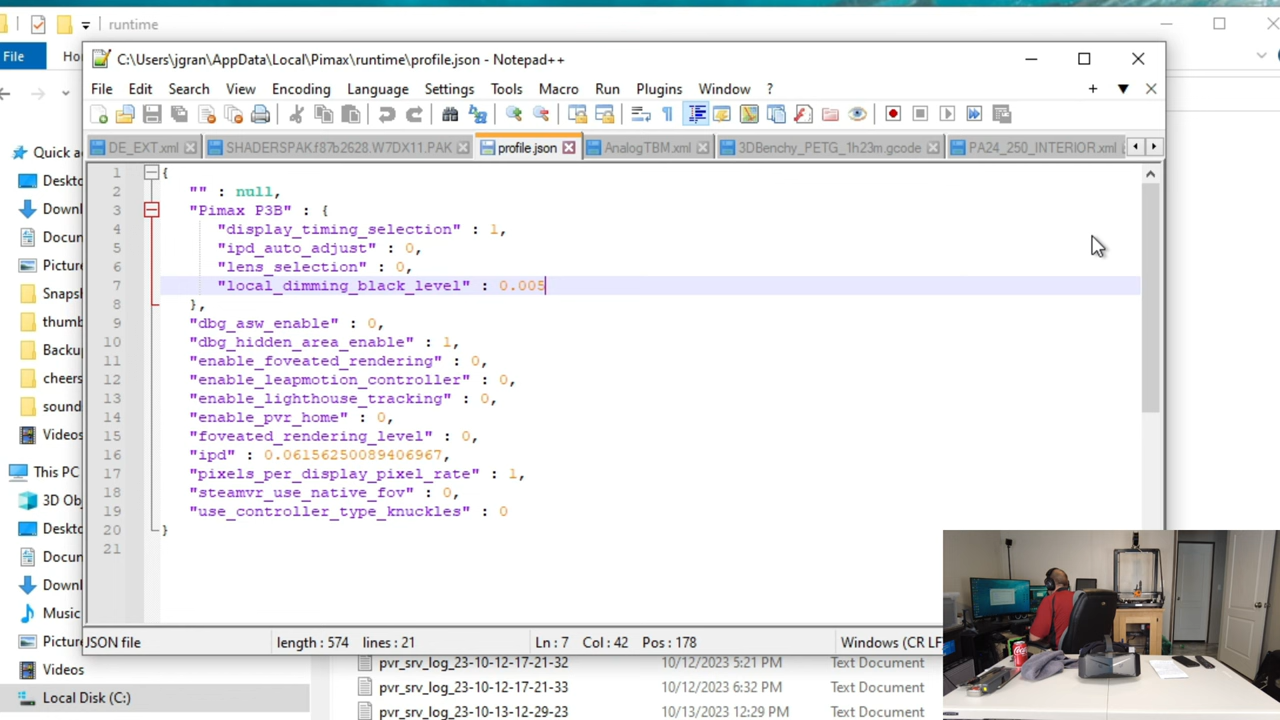 runtime
File
Ho
C:\Users\jgran\AppData\Local\Pimax\runtime\profile.json - Notepad++
File Edit Search View Encoding Language Settings Tools Macro Run Plugins Window ?
DE_EXT.xml SHADERSPAK.f87b2628.W7DX11.PAK profile.json AnalogTBM.xml 3DBenchy_PETG_1h23m.gcode PA24_250_INTERIOR.xml
Quick a
Deskto
Downl
Docun
Picture
Snaps
thumb
Backu
cheers
sound
Videos
This PC
3D Obj
Deskto
Docum
Downl
Music
Pictur
Videos
Local Disk (C:)
1 {
2 "" : null,
3 "Pimax P3B" : {
4 "display_timing_selection" : 1,
5 "ipd_auto_adjust" : 0,
6 "lens_selection" : 0,
7 "local_dimming_black_level" : 0.005
8 },
9 "dbg_asw_enable" : 0,
10 "dbg_hidden_area_enable" : 1,
11 "enable_foveated_rendering" : 0,
12 "enable_leapmotion_controller" : 0,
13 "enable_lighthouse_tracking" : 0,
14 "enable_pvr_home" : 0,
15 "foveated_rendering_level" : 0,
16 "ipd" : 0.06156250089406967,
17 "pixels_per_display_pixel_rate" : 1,
18 "steamvr_use_native_fov" : 0,
19 "use_controller_type_knuckles" : 0
20 }
21
JSON file length : 574 lines : 21 Ln : 7 Col : 42 Pos : 178 Windows (CR LF
pvr_srv_log_23-10-12-17-21-32 10/12/2023 5:21 PM Text Document
pvr_srv_log_23-10-12-17-21-33 10/12/2023 6:32 PM Text Document
pvr_srv_log_23-10-13-12-29-23 10/13/2023 12:29 PM Text Document